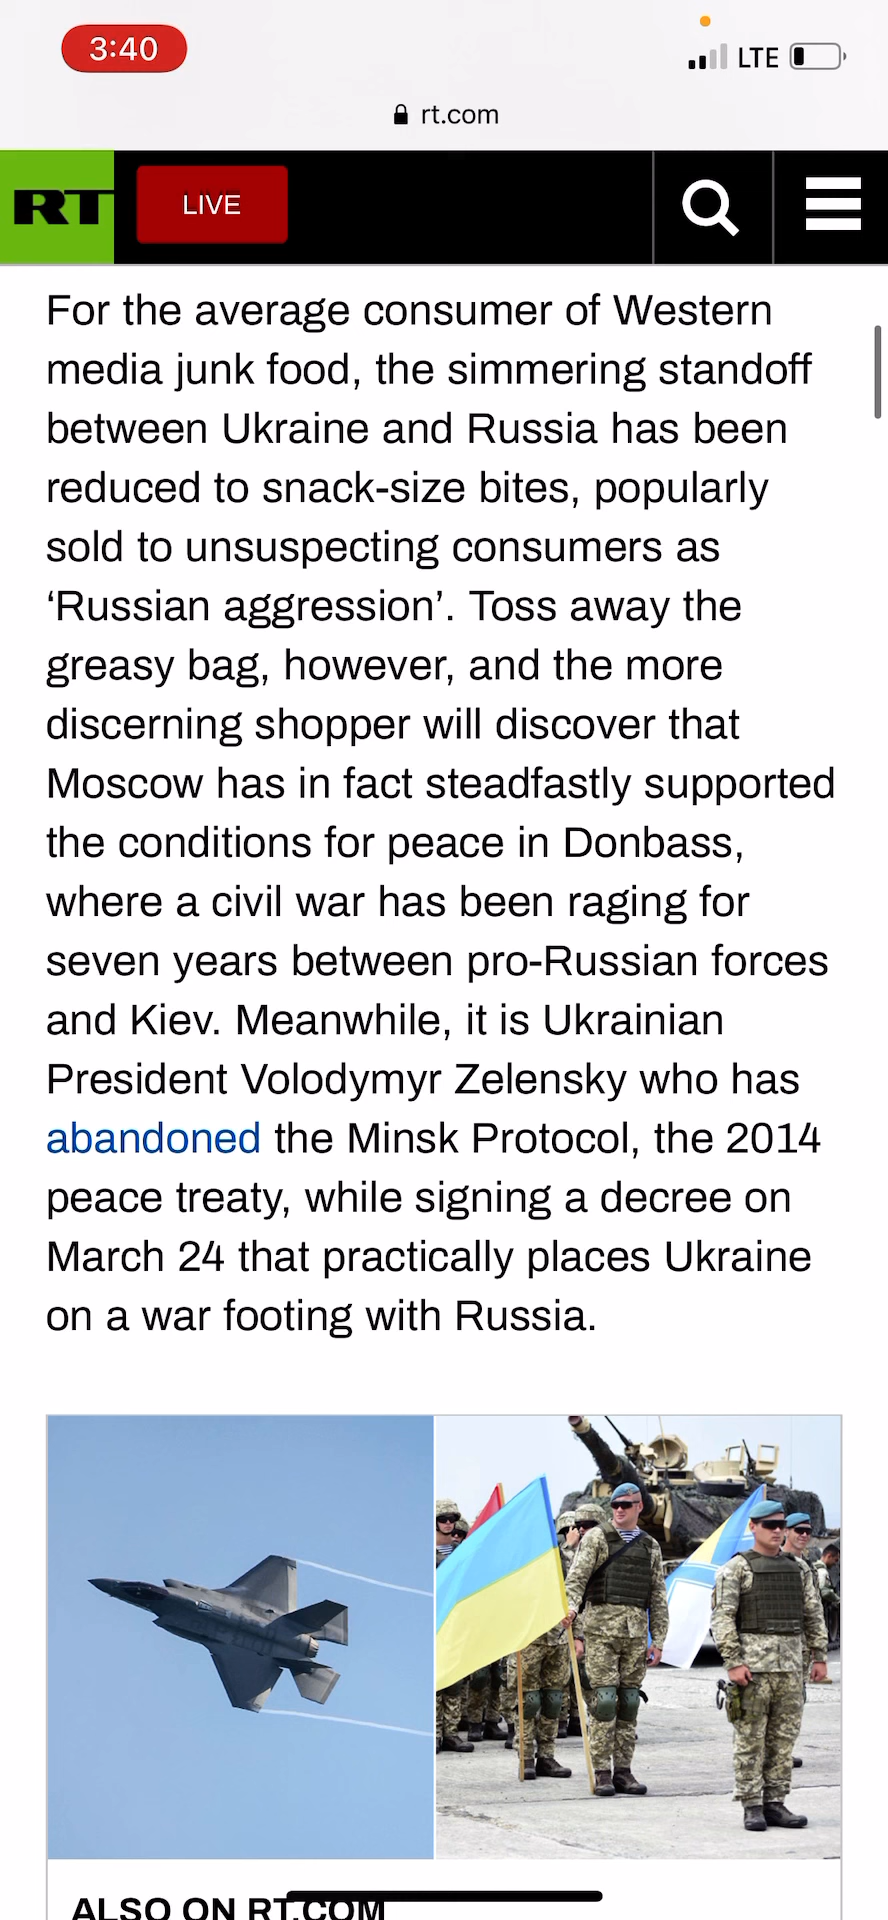 3:40
LTE
rt.com
RT
LIVE
For the average consumer of Western
media junk food, the simmering standoff
between Ukraine and Russia has been
reduced to snack-size bites, popularly
sold to unsuspecting consumers as
‘Russian aggression’. Toss away the
greasy bag, however, and the more
discerning shopper will discover that
Moscow has in fact steadfastly supported
the conditions for peace in Donbass,
where a civil war has been raging for
seven years between pro-Russian forces
and Kiev. Meanwhile, it is Ukrainian
President Volodymyr Zelensky who has
abandoned the Minsk Protocol, the 2014
peace treaty, while signing a decree on
March 24 that practically places Ukraine
on a war footing with Russia.
ALSO ON RT.COM